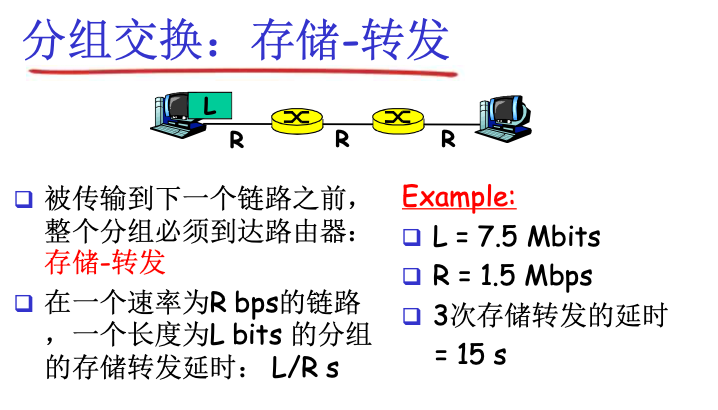 分组交换：存储-转发
L
R
R
R
被传输到下一个链路之前，
整个分组必须到达路由器：
存储-转发
在一个速率为R bps的链路
，一个长度为L bits 的分组
的存储转发延时： L/R s
Example:
L = 7.5 Mbits
R = 1.5 Mbps
3次存储转发的延时
= 15 s